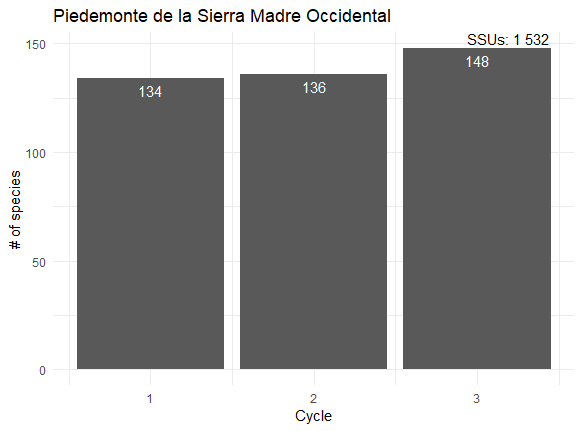 Piedemonte de la Sierra Madre Occidental
SSUs: 1 532
150
148
134
136
100
# of species
50
0
1
2
3
Cycle